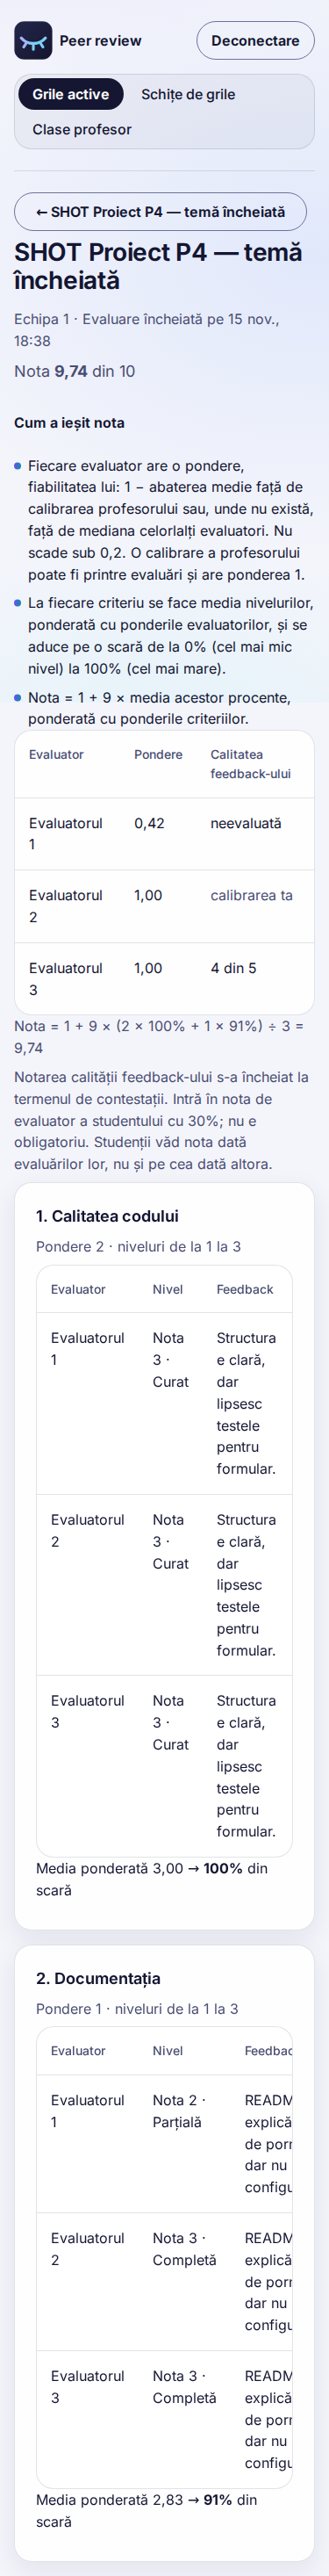 Peer review
Deconectare
Grile active
Schițe de grile
Clase profesor
← SHOT Proiect P4 — temă încheiată
SHOT Proiect P4 — temă
încheiată
Echipa 1 · Evaluare încheiată pe 15 nov.,
18:38
Nota 9,74 din 10
Cum a ieșit nota
Fiecare evaluator are o pondere,
fiabilitatea lui: 1 − abaterea medie față de
calibrarea profesorului sau, unde nu există,
față de mediana celorlalți evaluatori. Nu
scade sub 0,2. O calibrare a profesorului
poate fi printre evaluări și are ponderea 1.
La fiecare criteriu se face media nivelurilor,
ponderată cu ponderile evaluatorilor, și se
aduce pe o scară de la 0% (cel mai mic
nivel) la 100% (cel mai mare).
Nota = 1 + 9 × media acestor procente,
ponderată cu ponderile criteriilor.
Evaluator Pondere Calitatea
feedback-ului
Evaluatorul 0,42 neevaluată
1
Evaluatorul 1,00 calibrarea ta
2
Evaluatorul 1,00 4 din 5
3
Nota = 1 + 9 × (2 × 100% + 1 × 91%) ÷ 3 =
9,74
Notarea calității feedback-ului s-a încheiat la
termenul de contestații. Intră în nota de
evaluator a studentului cu 30%; nu e
obligatoriu. Studenții văd nota dată
evaluărilor lor, nu și pe cea dată altora.
1. Calitatea codului
Pondere 2 · niveluri de la 1 la 3
Evaluator Nivel Feedback
Evaluatorul Nota Structura
1 3 · e clară,
Curat dar
lipsesc
testele
pentru
formular.
Evaluatorul Nota Structura
2 3 · e clară,
Curat dar
lipsesc
testele
pentru
formular.
Evaluatorul Nota Structura
3 3 · e clară,
Curat dar
lipsesc
testele
pentru
formular.
Media ponderată 3,00 → 100% din
scară
2. Documentația
Pondere 1 · niveluri de la 1 la 3
Evaluator Nivel
Evaluatorul Nota 2 ·
1 Parțială explică
dar nu
Evaluatorul Nota 3 ·
2 Completă explică
dar nu
Evaluatorul Nota 3 ·
3 Completă explică
dar nu
Media ponderată 2,83 → 91% din
scară